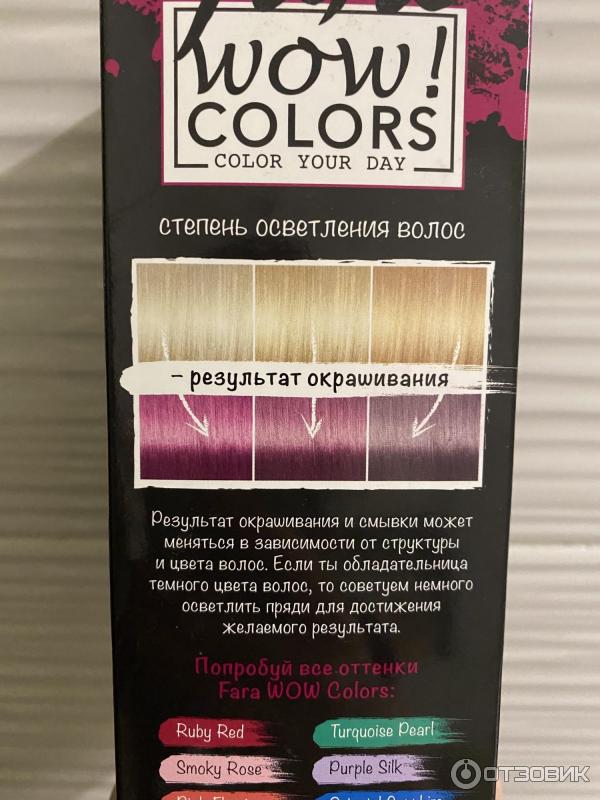 WOW!
COLORS
COLOR YOUR DAY
СТЕПЕНЬ ОСВЕТЛЕНИЯ ВОЛОС
– результат окрашивания
Результат окрашивания и смывки может
меняться в зависимости от структуры
и цвета волос. Если ты обладательница
темного цвета волос, то советуем немного
осветлить пряди для достижения
желаемого результата.
Попробуй все оттенки
Fara WOW Colors:
Ruby Red
Turquoise Pearl
Smoky Rose
Purple Silk
ОТЗОВИК